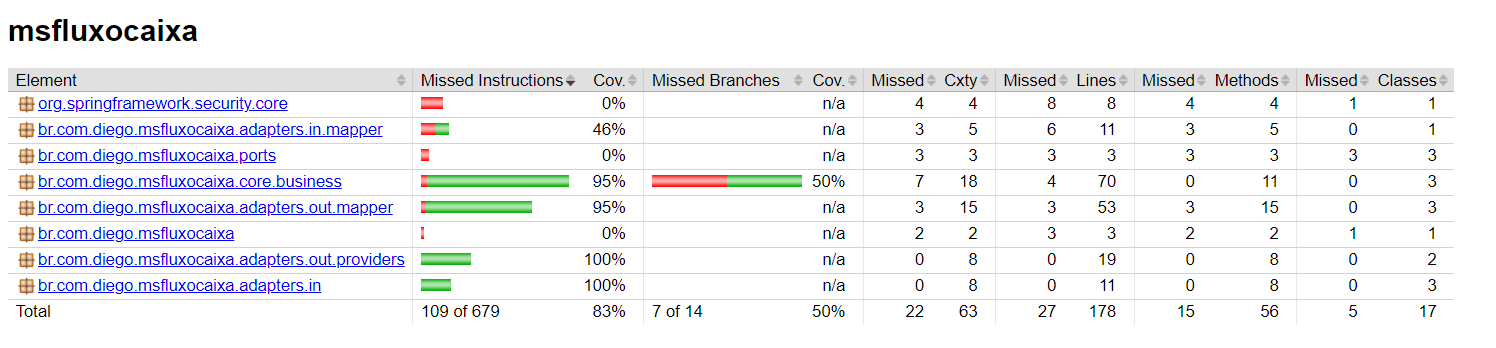 msfluxocaixa
Element Missed Instructions Cov. Missed Branches Cov. Missed Cxty Missed Lines Missed Methods Missed Classes
org.springframework.security.core 0% n/a 4 4 8 8 4 4 1 1
br.com.diego.msfluxocaixa.adapters.in.mapper 46% n/a 3 5 6 11 3 5 0 1
br.com.diego.msfluxocaixa.ports 0% n/a 3 3 3 3 3 3 3 3
br.com.diego.msfluxocaixa.core.business 95% 50% 7 18 4 70 0 11 0 3
br.com.diego.msfluxocaixa.adapters.out.mapper 95% n/a 3 15 3 53 3 15 0 3
br.com.diego.msfluxocaixa 0% n/a 2 2 3 3 2 2 1 1
br.com.diego.msfluxocaixa.adapters.out.providers 100% n/a 0 8 0 19 0 8 0 2
br.com.diego.msfluxocaixa.adapters.in 100% n/a 0 8 0 11 0 8 0 3
Total 109 of 679 83% 7 of 14 50% 22 63 27 178 15 56 5 17